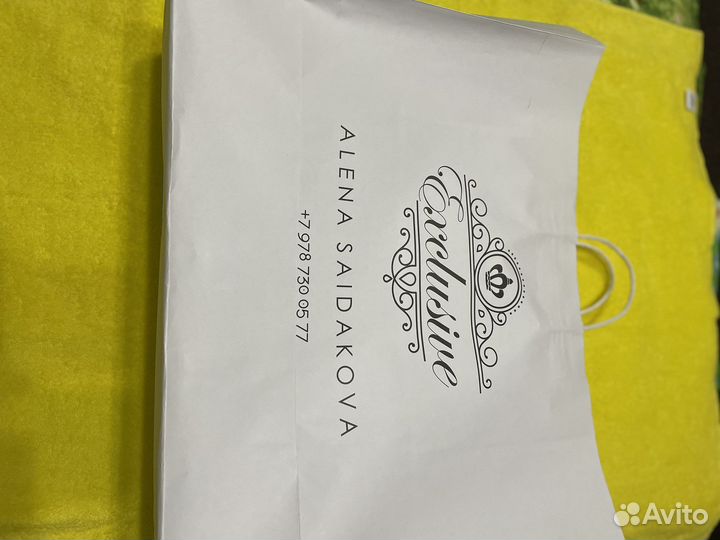 Exclusive
ALENA SAIDAKOVA
+7 978 730 05 77
Avito